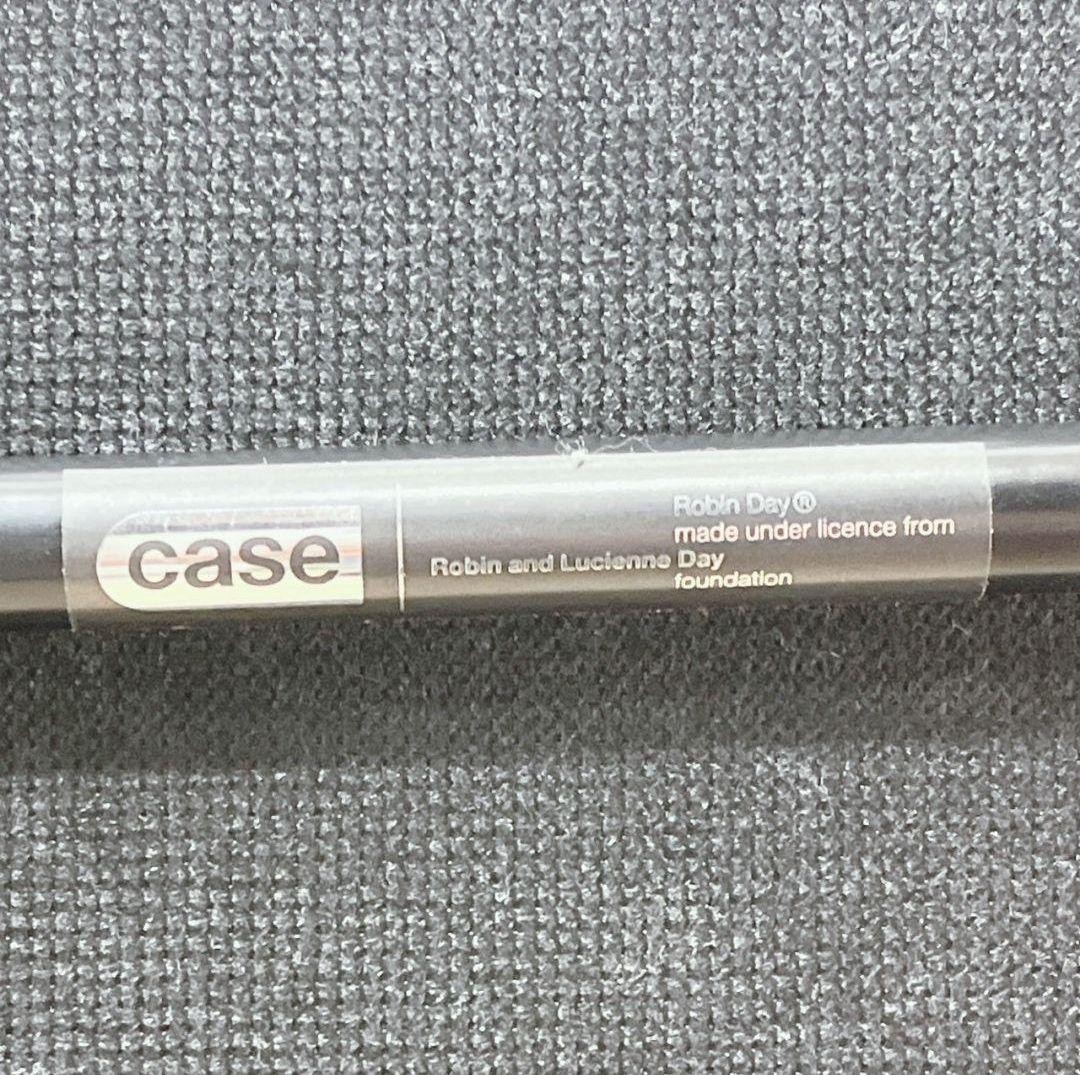 case
Robin Day®
made under licence from
Robin and Lucienne Day
foundation